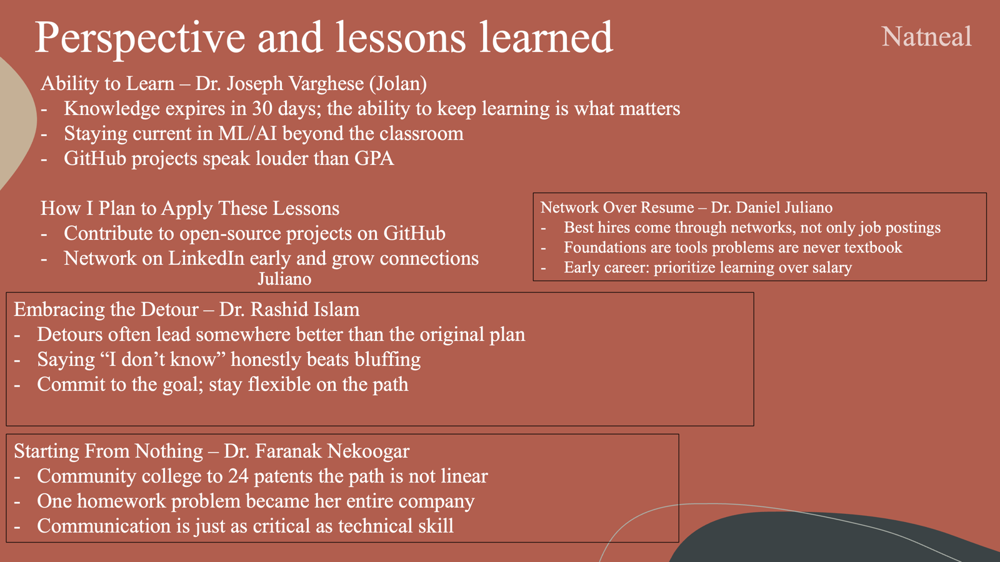 Perspective and lessons learned
Natneal
Ability to Learn – Dr. Joseph Varghese (Jolan)
- Knowledge expires in 30 days; the ability to keep learning is what matters
- Staying current in ML/AI beyond the classroom
- GitHub projects speak louder than GPA
How I Plan to Apply These Lessons
- Contribute to open-source projects on GitHub
- Network on LinkedIn early and grow connections
Juliano
Network Over Resume – Dr. Daniel Juliano
- Best hires come through networks, not only job postings
- Foundations are tools problems are never textbook
- Early career: prioritize learning over salary
Embracing the Detour – Dr. Rashid Islam
- Detours often lead somewhere better than the original plan
- Saying “I don’t know” honestly beats bluffing
- Commit to the goal; stay flexible on the path
Starting From Nothing – Dr. Faranak Nekoogar
- Community college to 24 patents the path is not linear
- One homework problem became her entire company
- Communication is just as critical as technical skill